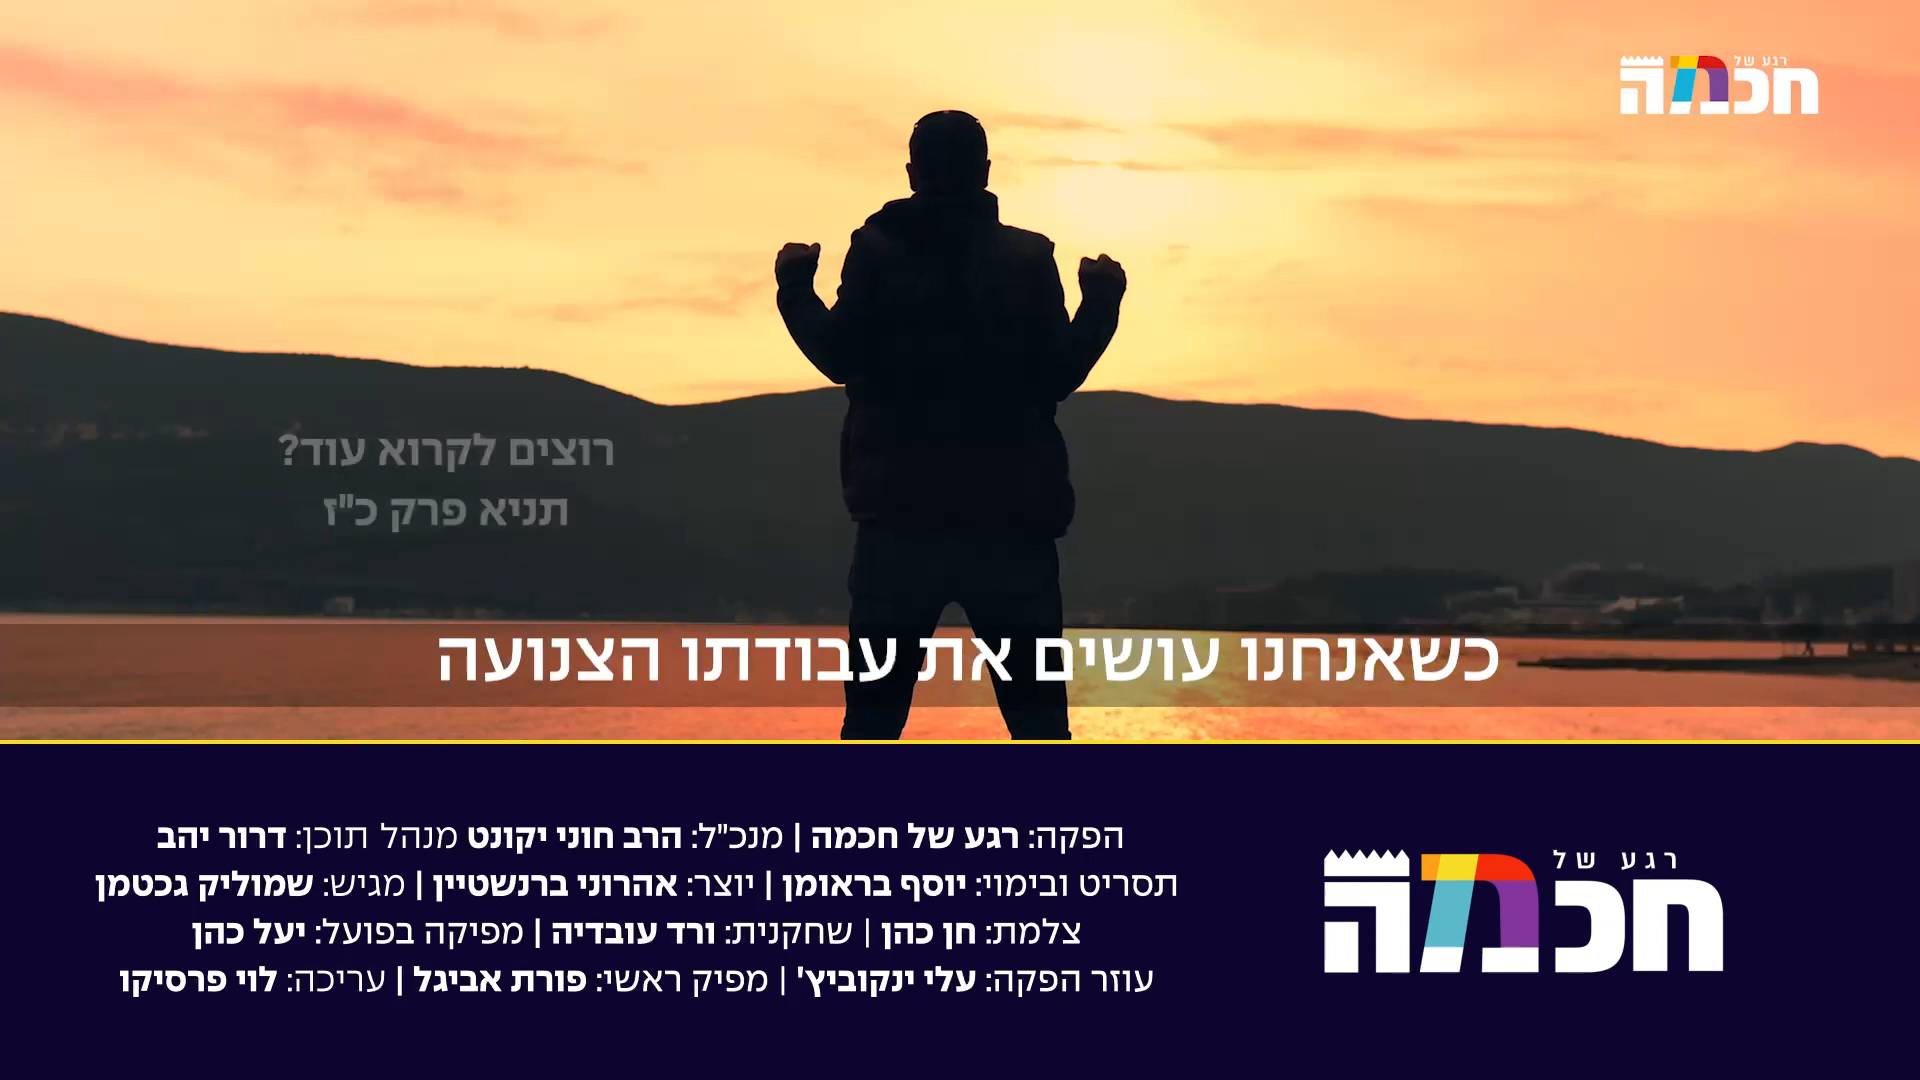 רגע של
חכמה
רוצים לקרוא עוד?
תניא פרק כ"ז
כשאנחנו עושים את עבודתו הצנועה
רגע של
חכמה
הפקה: רגע של חכמה | מנכ"ל: הרב חוני יקונט מנהל תוכן: דרור יהב
תסריט ובימוי: יוסף בראומן | יוצר: אהרוני ברנשטיין | מגיש: שמוליק גכטמן
צלמת: חן כהן | שחקנית: ורד עובדיה | מפיקה בפועל: יעל כהן
עוזר הפקה: עלי ינקוביץ' | מפיק ראשי: פורת אביגל | עריכה: לוי פרסיקו